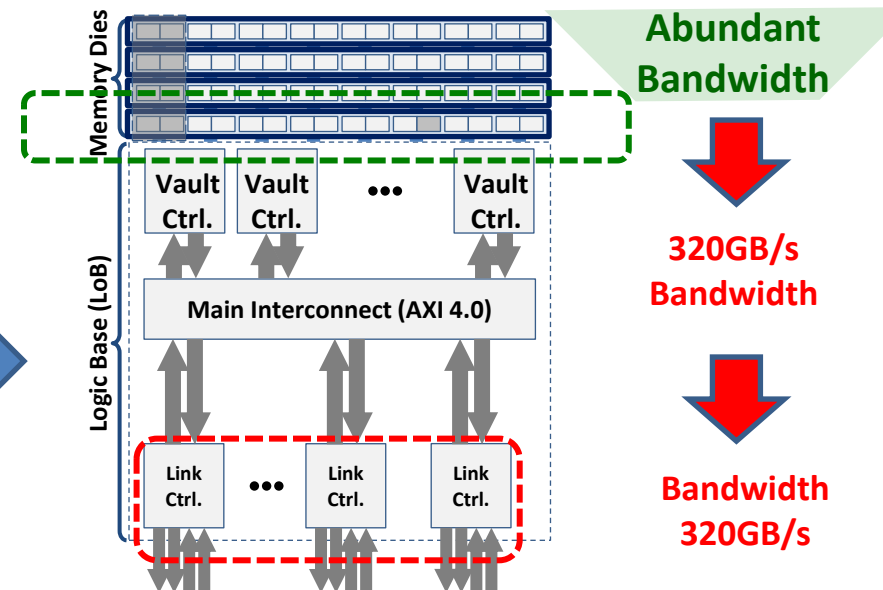 Memory Dies
Abundant
Bandwidth
Logic Base (LoB)
Vault
Ctrl.
Vault
Ctrl.
•••
Vault
Ctrl.
320GB/s
Bandwidth
Main Interconnect (AXI 4.0)
Link
Ctrl.
•••
Link
Ctrl.
Link
Ctrl.
Bandwidth
320GB/s